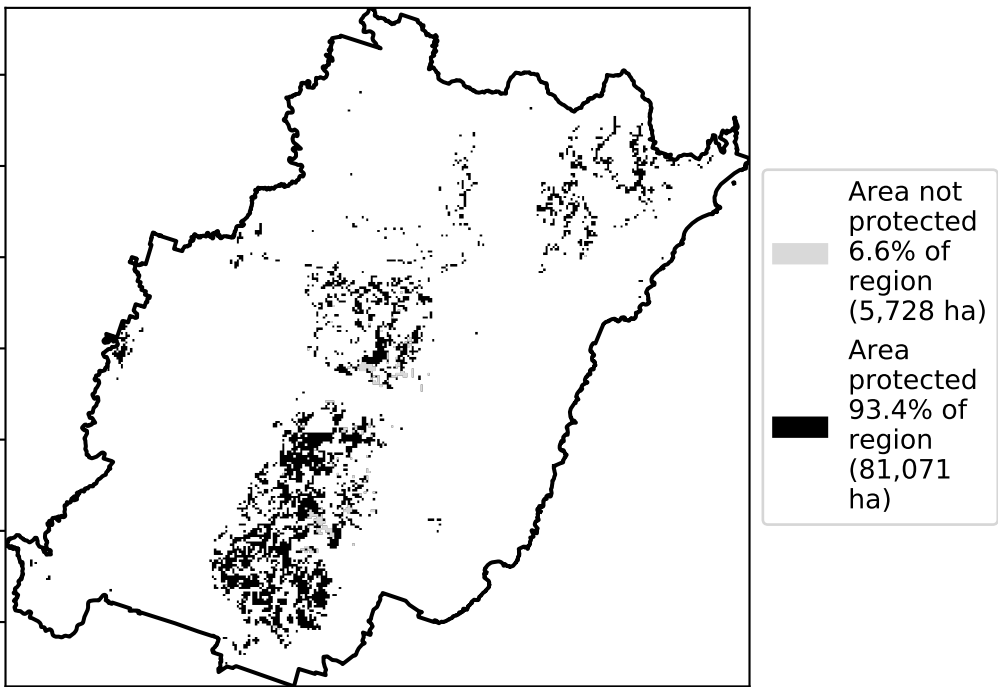 Area not
protected
6.6% of
region
(5,728 ha)
Area
protected
93.4% of
region
(81,071
ha)